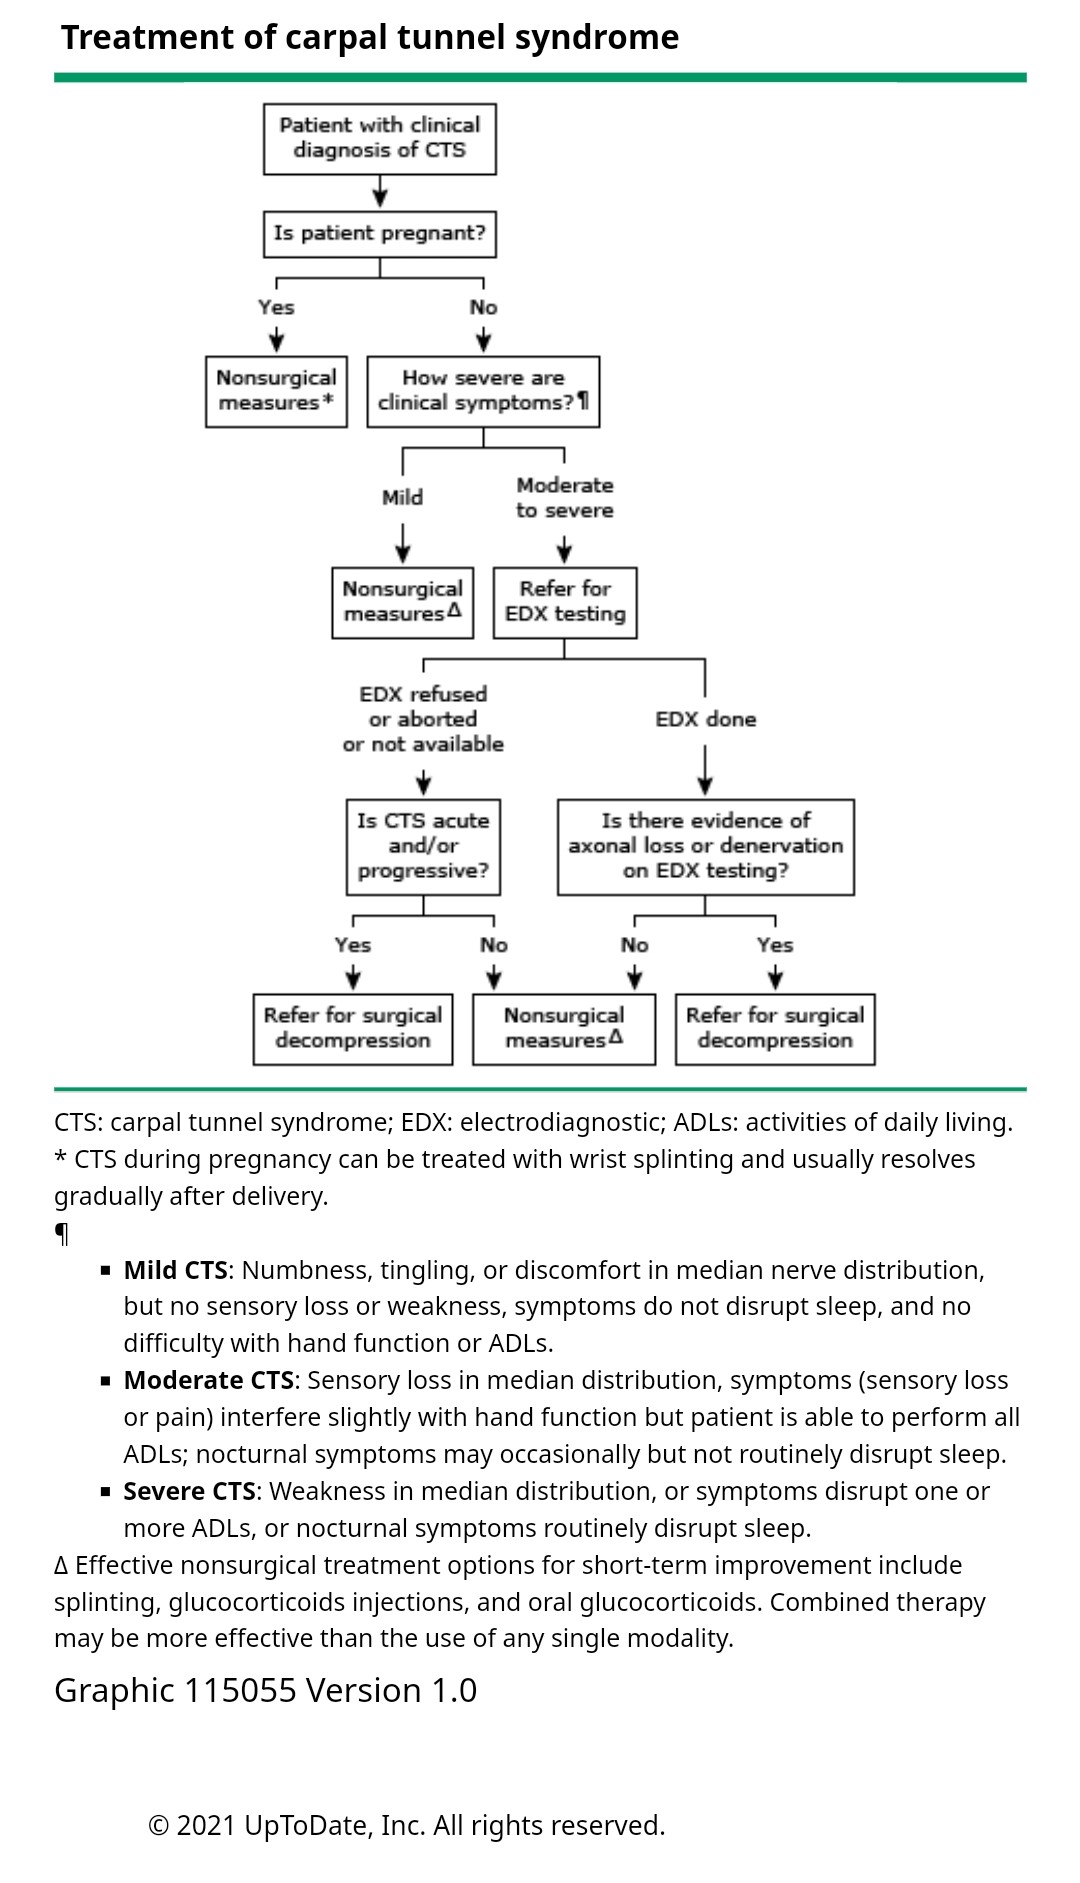 Treatment of carpal tunnel syndrome
Patient with clinical
diagnosis of CTS
Is patient pregnant?
Yes
No
Nonsurgical
measures*
How severe are
clinical symptoms?¶
Mild
Moderate
to severe
Nonsurgical
measuresΔ
Refer for
EDX testing
EDX refused
or aborted
or not available
EDX done
Is CTS acute
and/or
progressive?
Is there evidence of
axonal loss or denervation
on EDX testing?
Yes
No
No
Yes
Refer for surgical
decompression
Nonsurgical
measuresΔ
Refer for surgical
decompression
CTS: carpal tunnel syndrome; EDX: electrodiagnostic; ADLs: activities of daily living.
* CTS during pregnancy can be treated with wrist splinting and usually resolves
gradually after delivery.
¶
▪ Mild CTS: Numbness, tingling, or discomfort in median nerve distribution,
but no sensory loss or weakness, symptoms do not disrupt sleep, and no
difficulty with hand function or ADLs.
▪ Moderate CTS: Sensory loss in median distribution, symptoms (sensory loss
or pain) interfere slightly with hand function but patient is able to perform all
ADLs; nocturnal symptoms may occasionally but not routinely disrupt sleep.
▪ Severe CTS: Weakness in median distribution, or symptoms disrupt one or
more ADLs, or nocturnal symptoms routinely disrupt sleep.
Δ Effective nonsurgical treatment options for short-term improvement include
splinting, glucocorticoids injections, and oral glucocorticoids. Combined therapy
may be more effective than the use of any single modality.
Graphic 115055 Version 1.0
© 2021 UpToDate, Inc. All rights reserved.